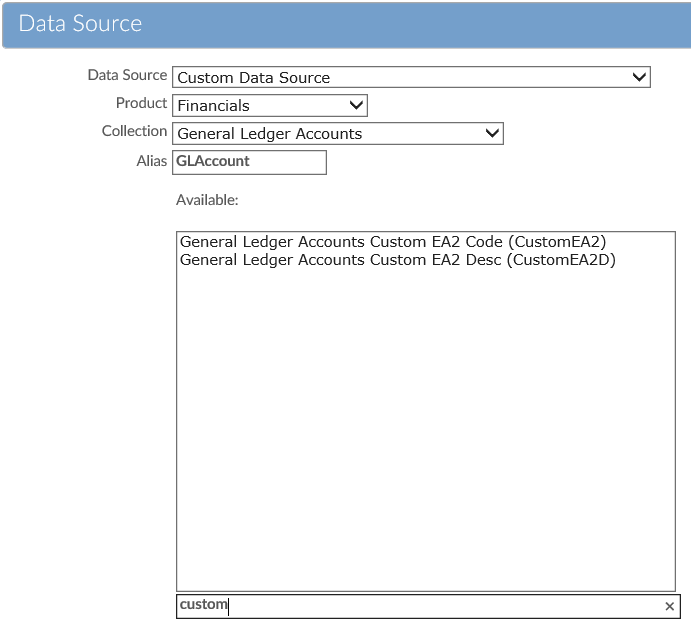 Data Source
Data Source Custom Data Source
Product Financials
Collection General Ledger Accounts
Alias GLAccount
Available:
General Ledger Accounts Custom EA2 Code (CustomEA2)
General Ledger Accounts Custom EA2 Desc (CustomEA2D)
custom